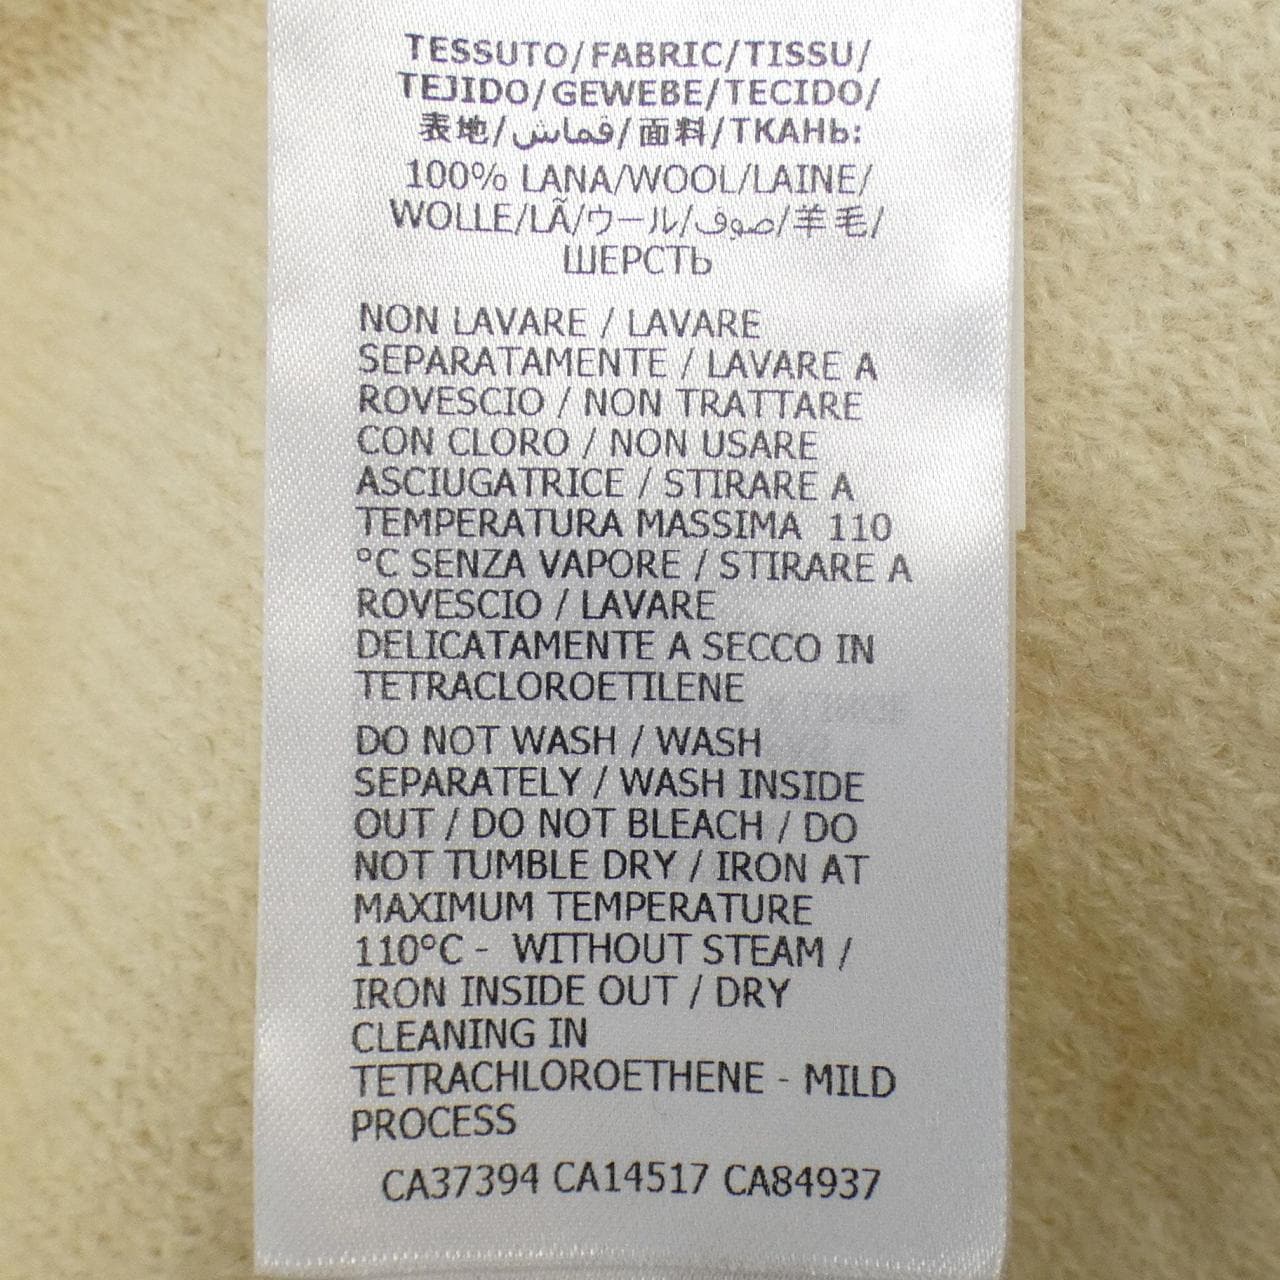 TESSUTO/FABRIC/TISSU/
TEJIDO/GEWEBE/TECIDO/
表地/قماش/面料/ТКАНЬ:
100% LANA/WOOL/LAINE/
WOLLE/LÃ/ウール/صوف/羊毛/
ШЕРСТЬ
NON LAVARE / LAVARE
SEPARATAMENTE / LAVARE A
ROVESCIO / NON TRATTARE
CON CLORO / NON USARE
ASCIUGATRICE / STIRARE A
TEMPERATURA MASSIMA 110
°C SENZA VAPORE / STIRARE A
ROVESCIO / LAVARE
DELICATAMENTE A SECCO IN
TETRACLOROETILENE
DO NOT WASH / WASH
SEPARATELY / WASH INSIDE
OUT / DO NOT BLEACH / DO
NOT TUMBLE DRY / IRON AT
MAXIMUM TEMPERATURE
110°C - WITHOUT STEAM /
IRON INSIDE OUT / DRY
CLEANING IN
TETRACHLOROETHENE - MILD
PROCESS
CA37394 CA14517 CA84937